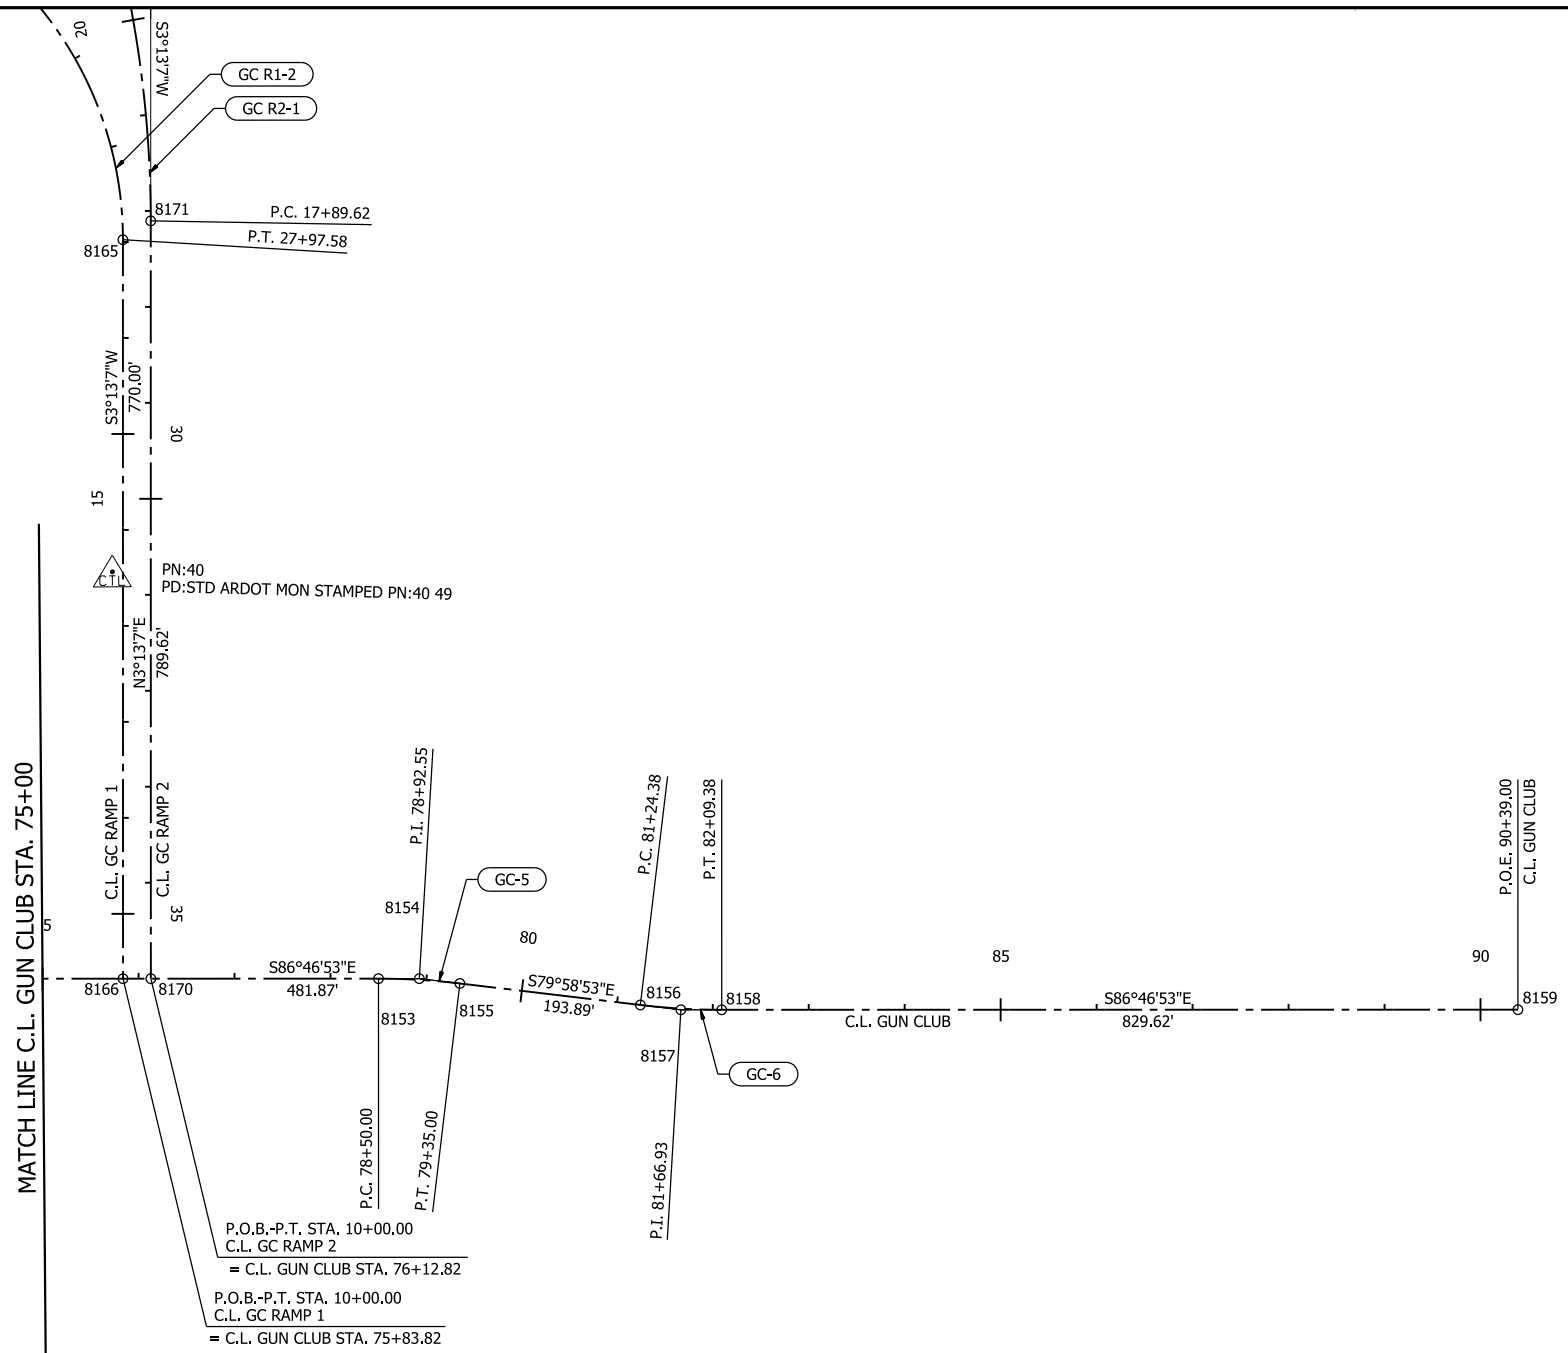 20
S3°13'7"W
GC R1-2
GC R2-1
8171
P.C. 17+89.62
P.T. 27+97.58
8165
S3°13'7"W
770.00'
30
15
CTL
PN:40
PD:STD ARDOT MON STAMPED PN:40 49
N3°13'7"E
789.62'
C.L. GC RAMP 1
C.L. GC RAMP 2
35
MATCH LINE C.L. GUN CLUB STA. 75+00
5
P.I. 78+92.55
GC-5
8154
80
P.C. 81+24.38
P.T. 82+09.38
P.O.E. 90+39.00
C.L. GUN CLUB
85
90
S86°46'53"E
481.87'
8166
8170
8153
8155
S79°58'53"E
193.89'
8156
8158
S86°46'53"E
829.62'
8159
C.L. GUN CLUB
8157
GC-6
P.C. 78+50.00
P.T. 79+35.00
P.I. 81+66.93
P.O.B.-P.T. STA. 10+00.00
C.L. GC RAMP 2
= C.L. GUN CLUB STA. 76+12.82
P.O.B.-P.T. STA. 10+00.00
C.L. GC RAMP 1
= C.L. GUN CLUB STA. 75+83.82